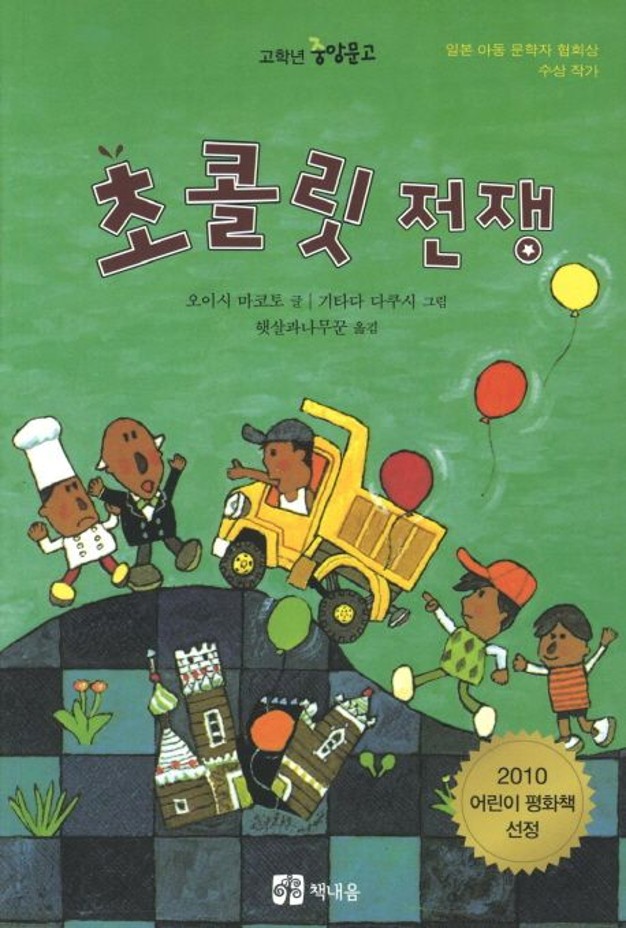 고학년 중앙문고
일본 아동 문학자 협회상
수상 작가
초콜릿 전쟁
오이시 마코토 글 | 기타다 다쿠시 그림
햇살과나무꾼 옮김
2010
어린이 평화책
선정
책내음